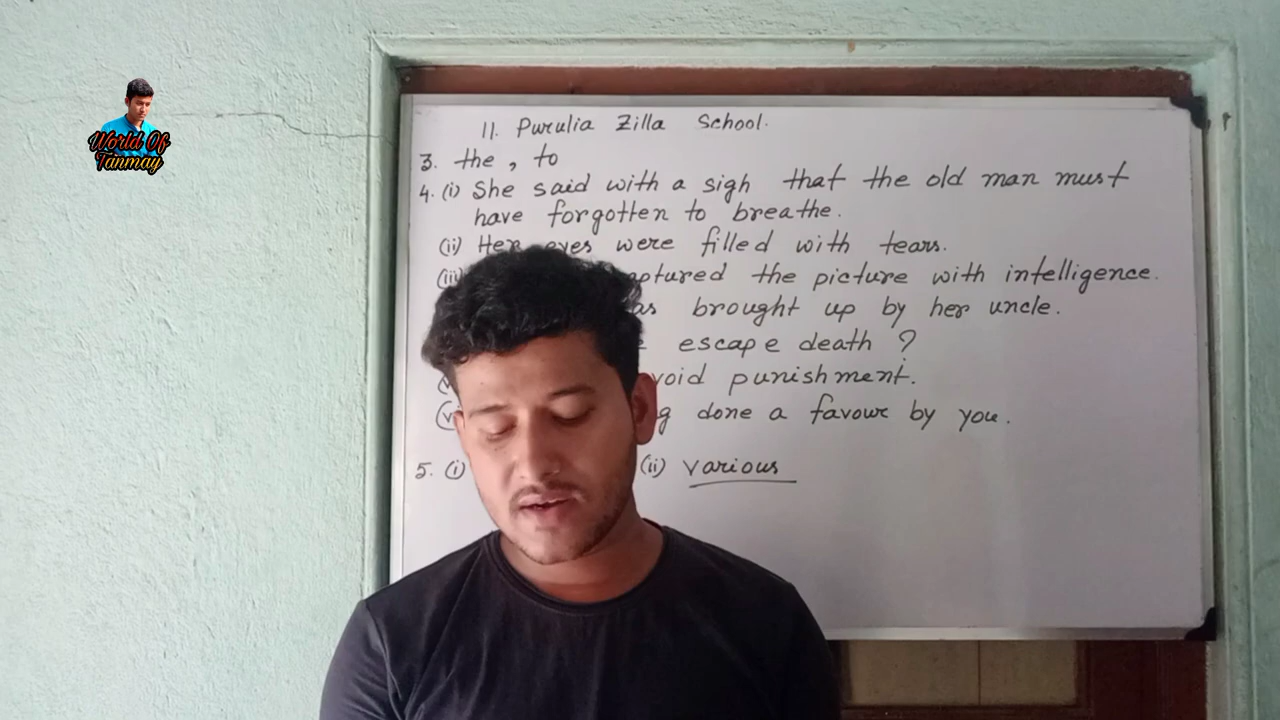 World Of
Tanmay
11. Purulia Zilla School.
3. the, to
4. (i) She said with a sigh that the old man must
have forgotten to breathe.
(ii) Her eyes were filled with tears.
(iii) the picture with intelligence.
brought up by her uncle.
escape death ?
punishment.
done a favour by you.
5. (i) (ii) various